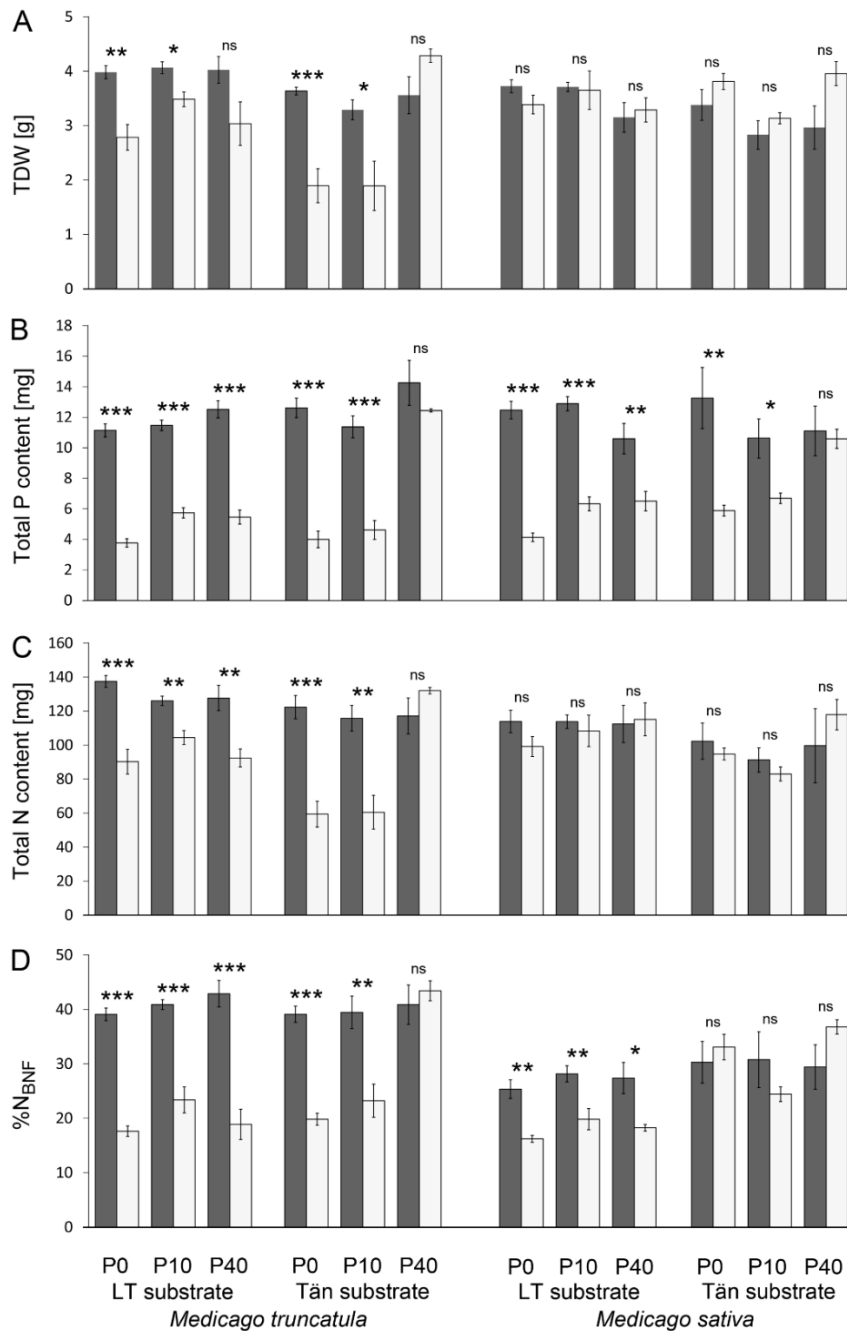 A
TDW [g]
5
4
3
2
1
0
** * ns *** * ns ns ns ns ns ns ns
B
Total P content [mg]
18
16
14
12
10
8
6
4
2
0
*** *** *** *** *** ns *** *** ** ** * ns
C
Total N content [mg]
160
140
120
100
80
60
40
20
0
*** ** ** *** ** ns ns ns ns ns ns ns
D
%NBNF
50
40
30
20
10
0
*** *** *** *** ** ns ** ** * ns ns ns
P0 P10 P40 P0 P10 P40 P0 P10 P40 P0 P10 P40
LT substrate Tän substrate LT substrate Tän substrate
Medicago truncatula Medicago sativa